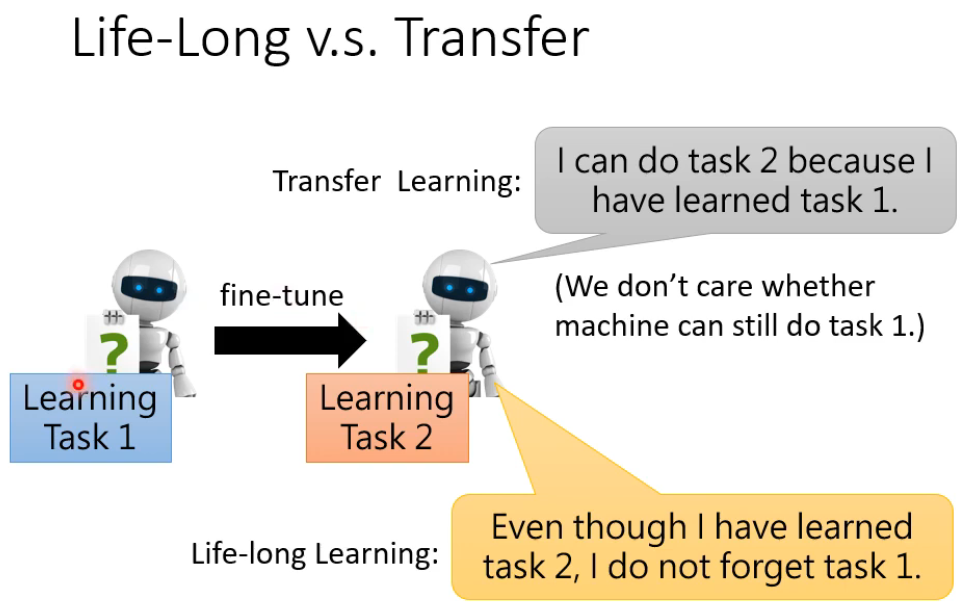 Life-Long v.s. Transfer
Transfer Learning:
I can do task 2 because I
have learned task 1.
fine-tune
(We don't care whether
machine can still do task 1.)
?
?
Learning
Task 1
Learning
Task 2
Life-long Learning:
Even though I have learned
task 2, I do not forget task 1.